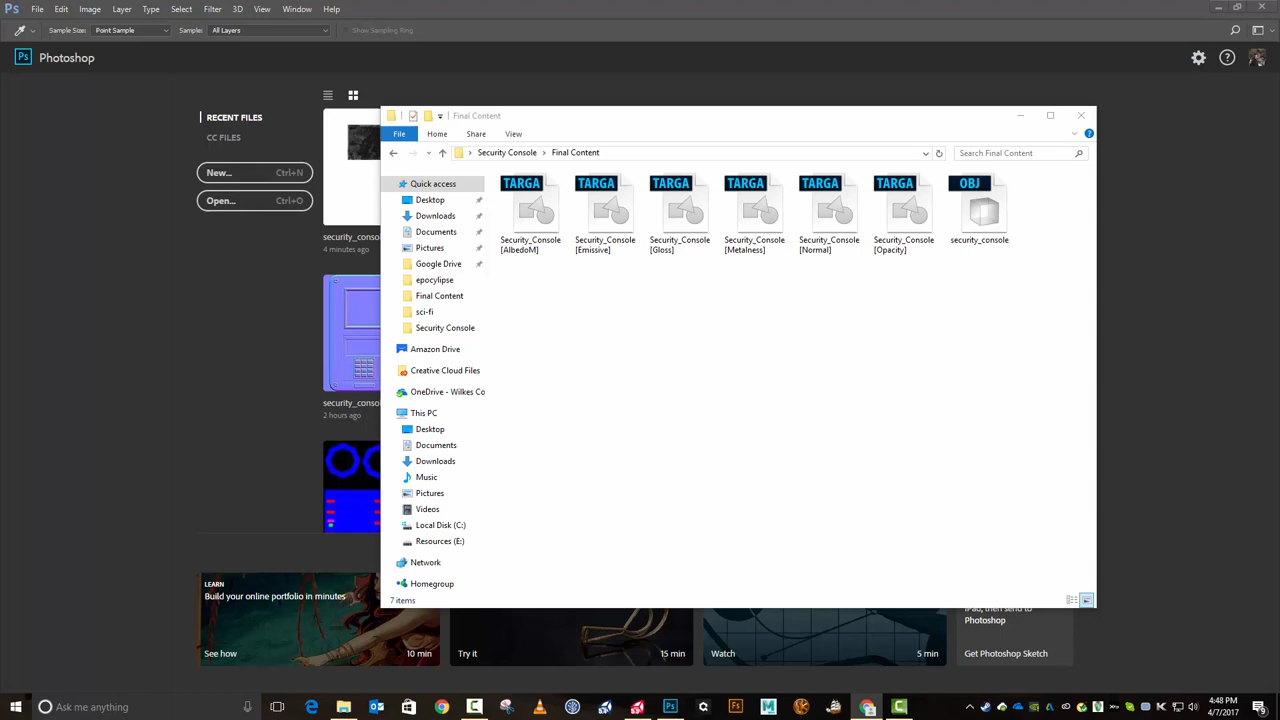 Ps File Edit Image Layer Type Select Filter 3D View Window Help
Sample Size: Point Sample Sample: All Layers Show Sampling Ring
Ps Photoshop
RECENT FILES
CC FILES
New... Ctrl+N
Open... Ctrl+O
security_conso
4 minutes ago
security_conso
2 hours ago
Final Content
File Home Share View
Security Console > Final Content
Search Final Content
Quick access
Desktop
Downloads
Documents
Pictures
Google Drive
epocylipse
Final Content
sci-fi
Security Console
Amazon Drive
Creative Cloud Files
OneDrive - Wilkes Co
This PC
Desktop
Documents
Downloads
Music
Pictures
Videos
Local Disk (C:)
Resources (E:)
Network
Homegroup
TARGA TARGA TARGA TARGA TARGA TARGA OBJ
Security_Console Security_Console Security_Console Security_Console Security_Console Security_Console security_console
[AlbedoM] [Emissive] [Gloss] [Metalness] [Normal] [Opacity]
7 items
LEARN
Build your online portfolio in minutes
See how 10 min
Try it 15 min
Watch 5 min
iPad, then send to
Photoshop
Get Photoshop Sketch
Ask me anything
4:48 PM
4/7/2017